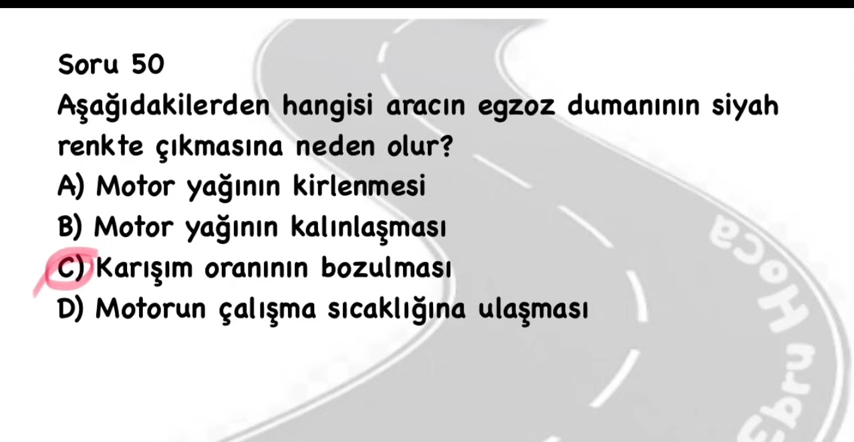 Soru 50
Aşağıdakilerden hangisi aracın egzoz dumanının siyah
renkte çıkmasına neden olur?
A) Motor yağının kirlenmesi
B) Motor yağının kalınlaşması
C) Karışım oranının bozulması
D) Motorun çalışma sıcaklığına ulaşması
Ebru Hoca